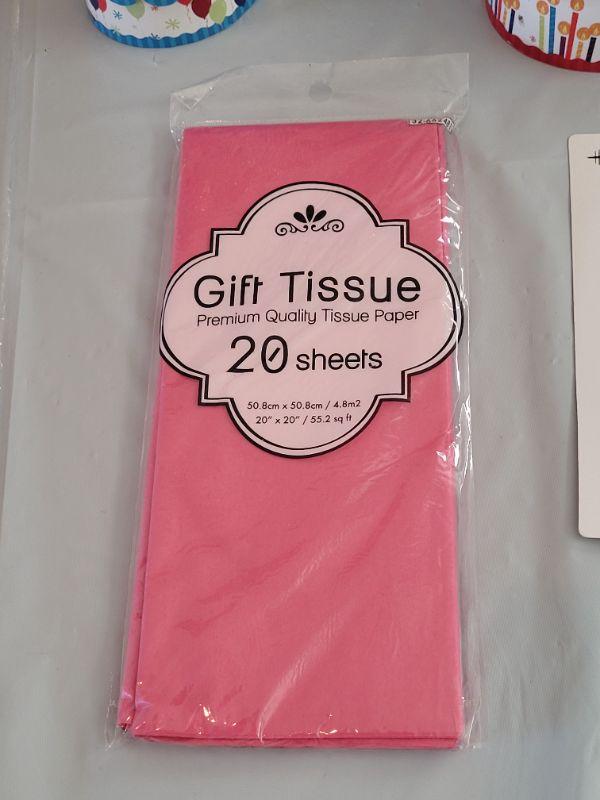 Gift Tissue
Premium Quality Tissue Paper
20 sheets
50.8cm x 50.8cm / 4.8m2
20" x 20" / 55.2 sq ft